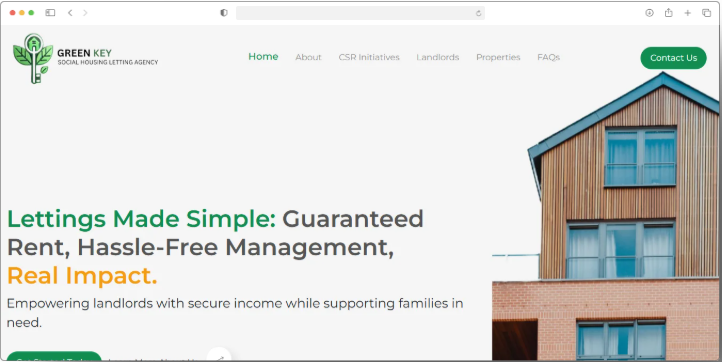 GREEN KEY
SOCIAL HOUSING LETTING AGENCY
Home About CSR Initiatives Landlords Properties FAQs
Contact Us
Lettings Made Simple: Guaranteed
Rent, Hassle-Free Management,
Real Impact.
Empowering landlords with secure income while supporting families in
need.